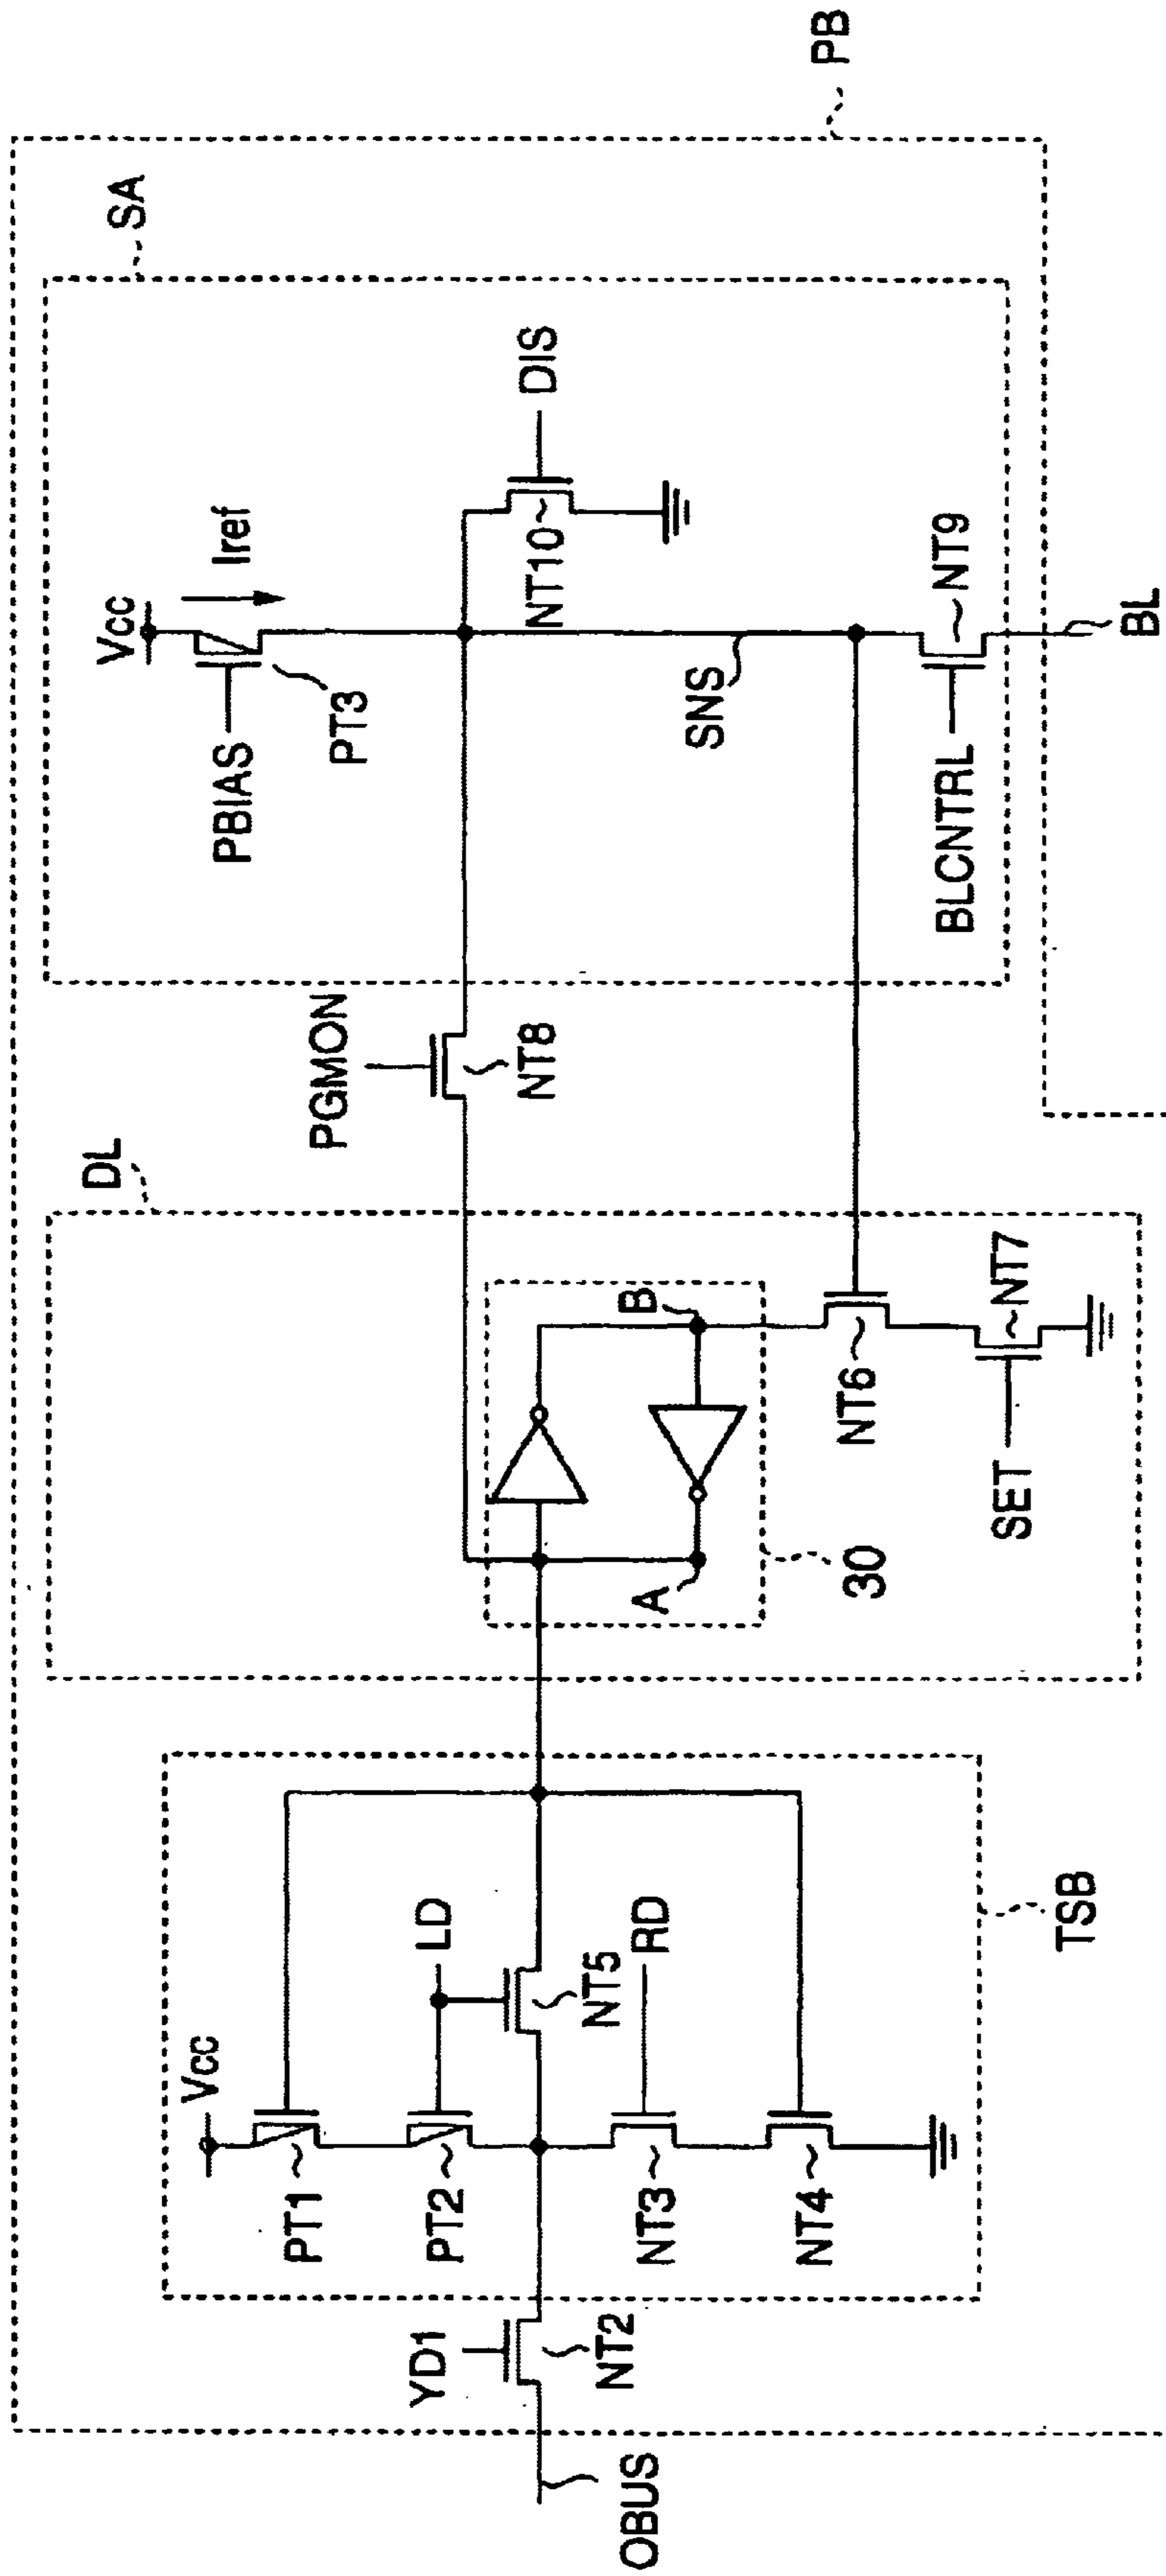 PB
SA
DL
Vcc
Iref
PBIAS
PT3
DIS
NT10
SNS
BLCNTRL
NT9
BL
PGMON
NT8
B
A
30
NT6
SET
NT7
TSB
Vcc
PT1
LD
PT2
NT5
RD
NT3
NT4
YD1
NT2
OBUS